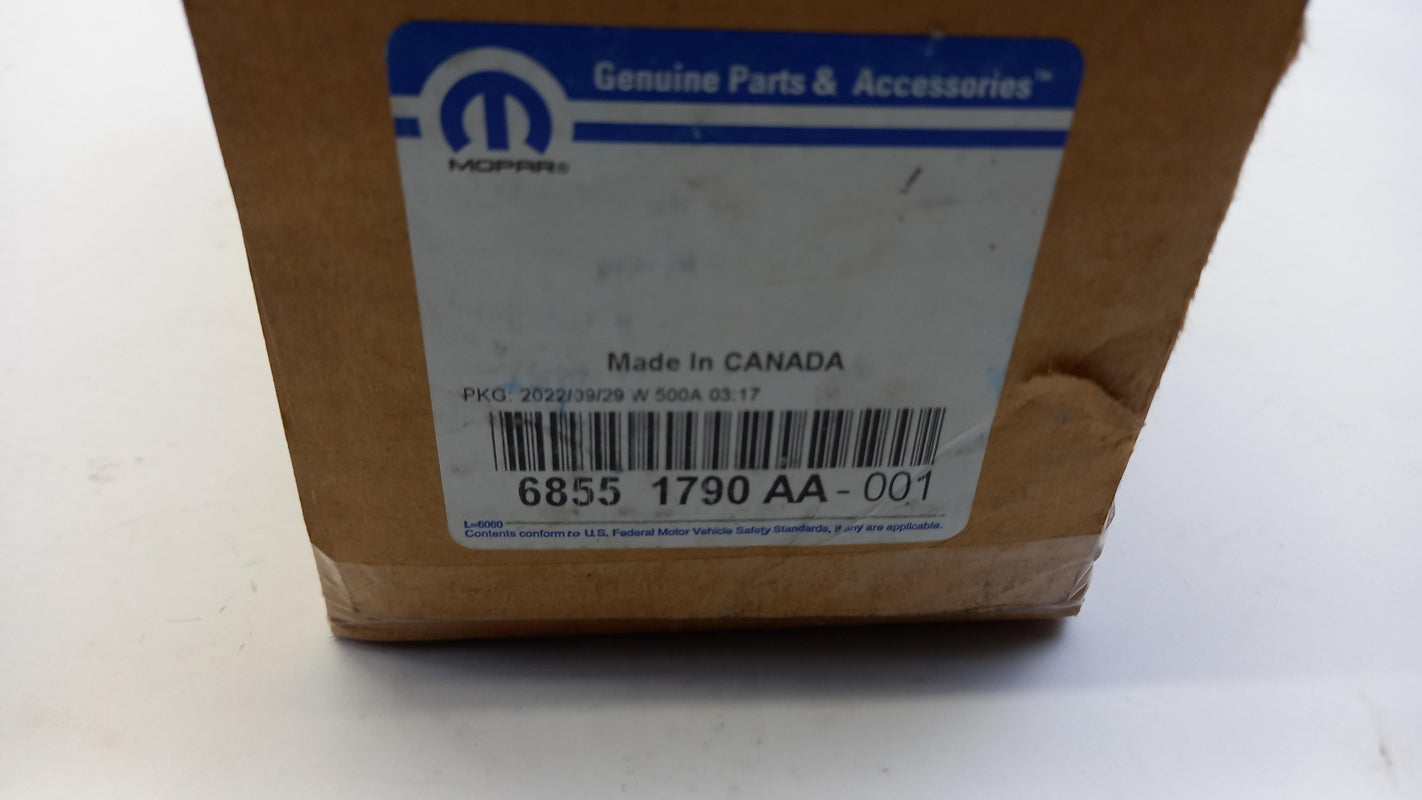 Genuine Parts & Accessories™
MOPAR®
Made In CANADA
PKG: 2022/09/29 W 500A 03:17
6855 1790 AA - 001
L-6060
Contents conform to U.S. Federal Motor Vehicle Safety Standards, if any are applicable.